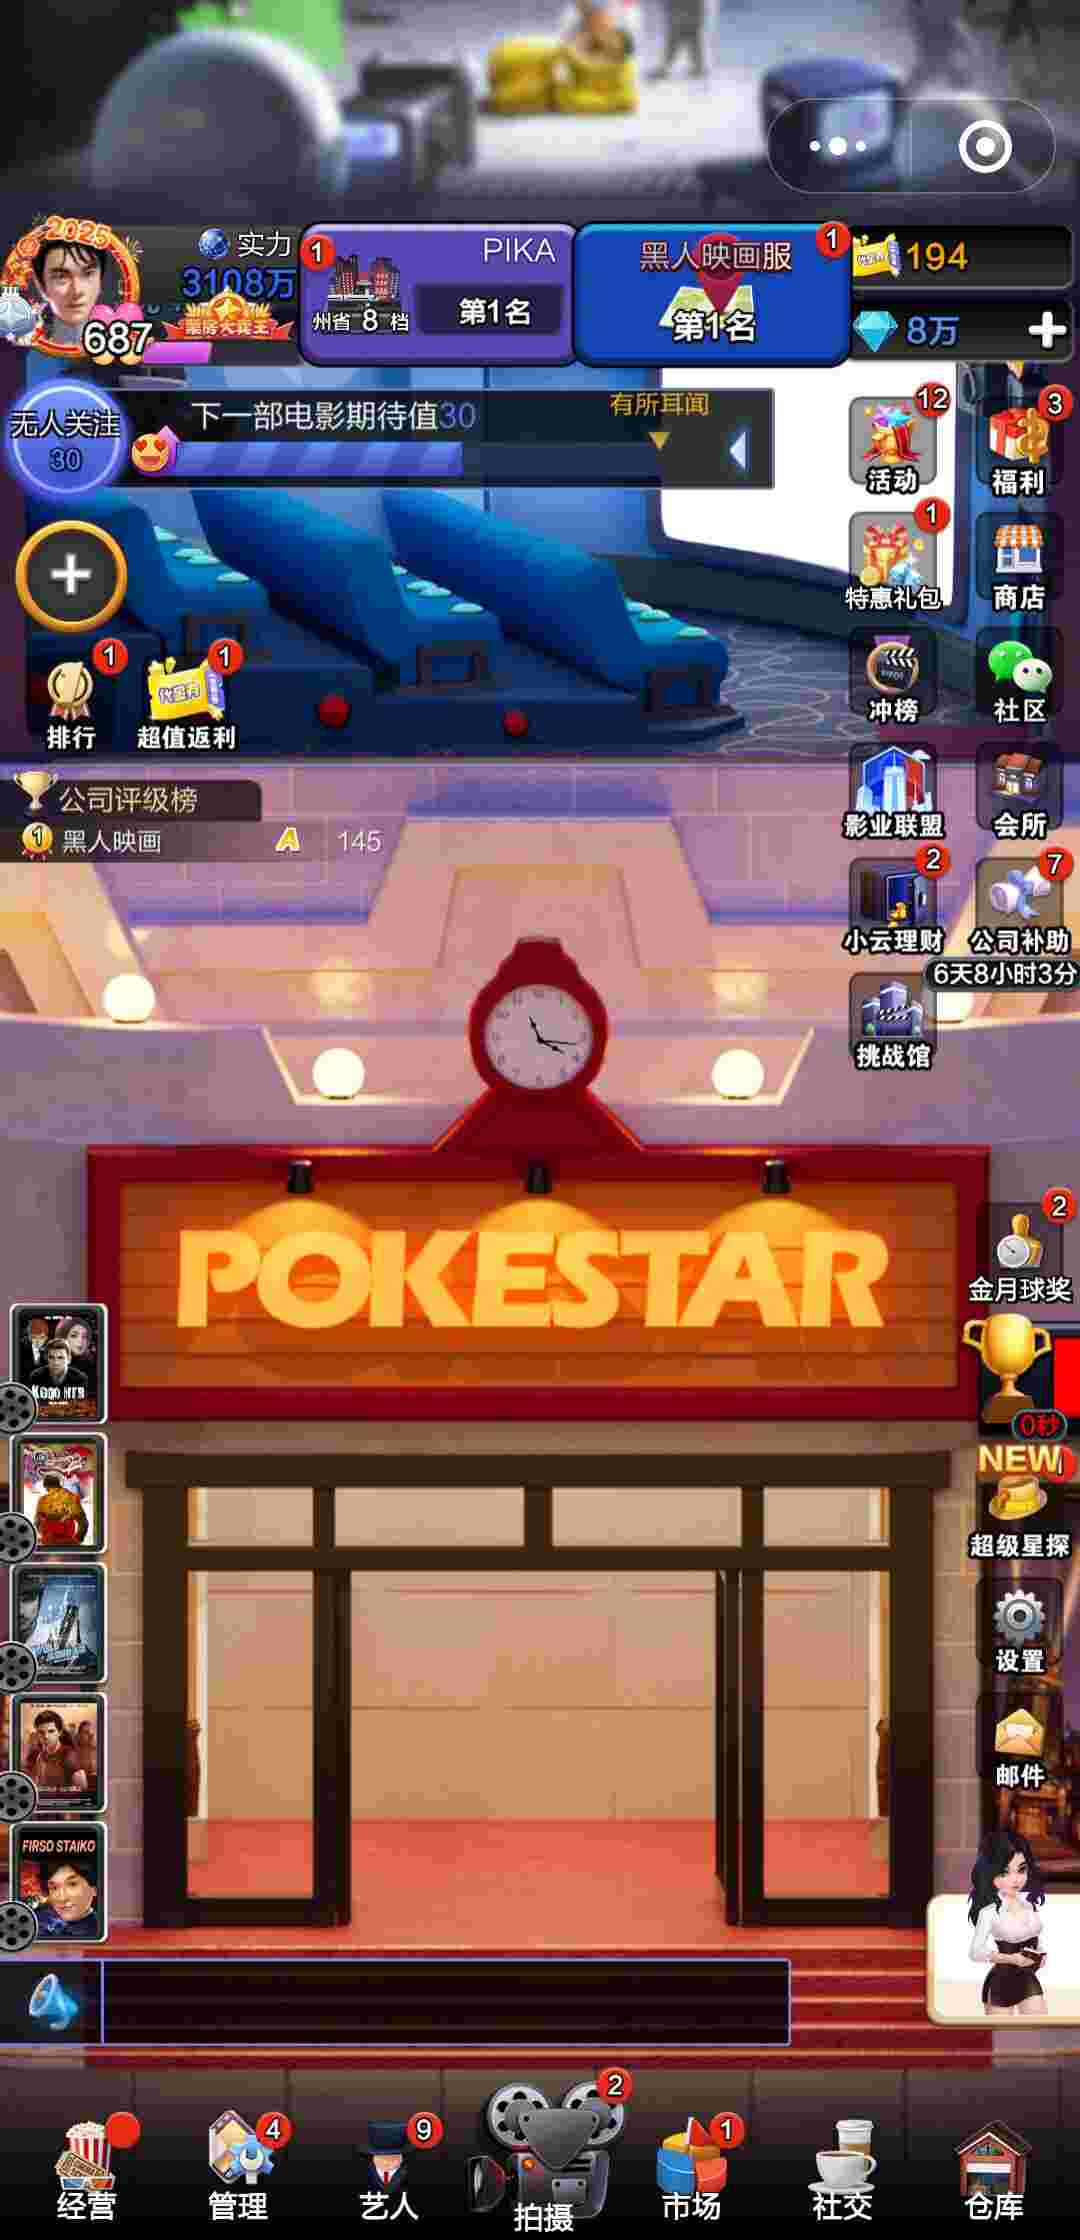 2025
实力
3108万
票房大亮王
687
1
PIKA
州省 8 档
第1名
黑人映画服
1
第1名
194
8万
无人关注
30
下一部电影期待值30
有所耳闻
12
活动
3
福利
1
特惠礼包
商店
1
排行
1
超值返利
冲榜
社区
公司评级榜
1
黑人映画
A
145
影业联盟
会所
2
小云理财
7
公司补助
6天8小时3分
挑战馆
POKESTAR
2
金月球奖
0秒
NEW
超级星探
设置
邮件
FIRSO STAIKO
经营
4
管理
9
艺人
2
拍摄
1
市场
社交
仓库